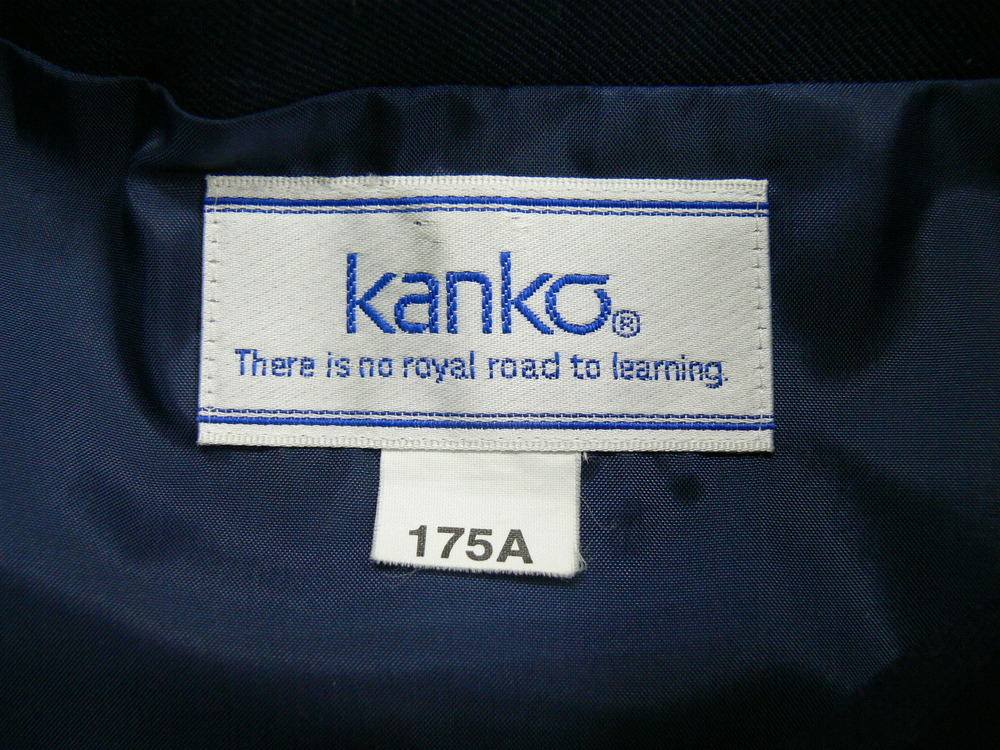 kanko®
There is no royal road to learning.
175A